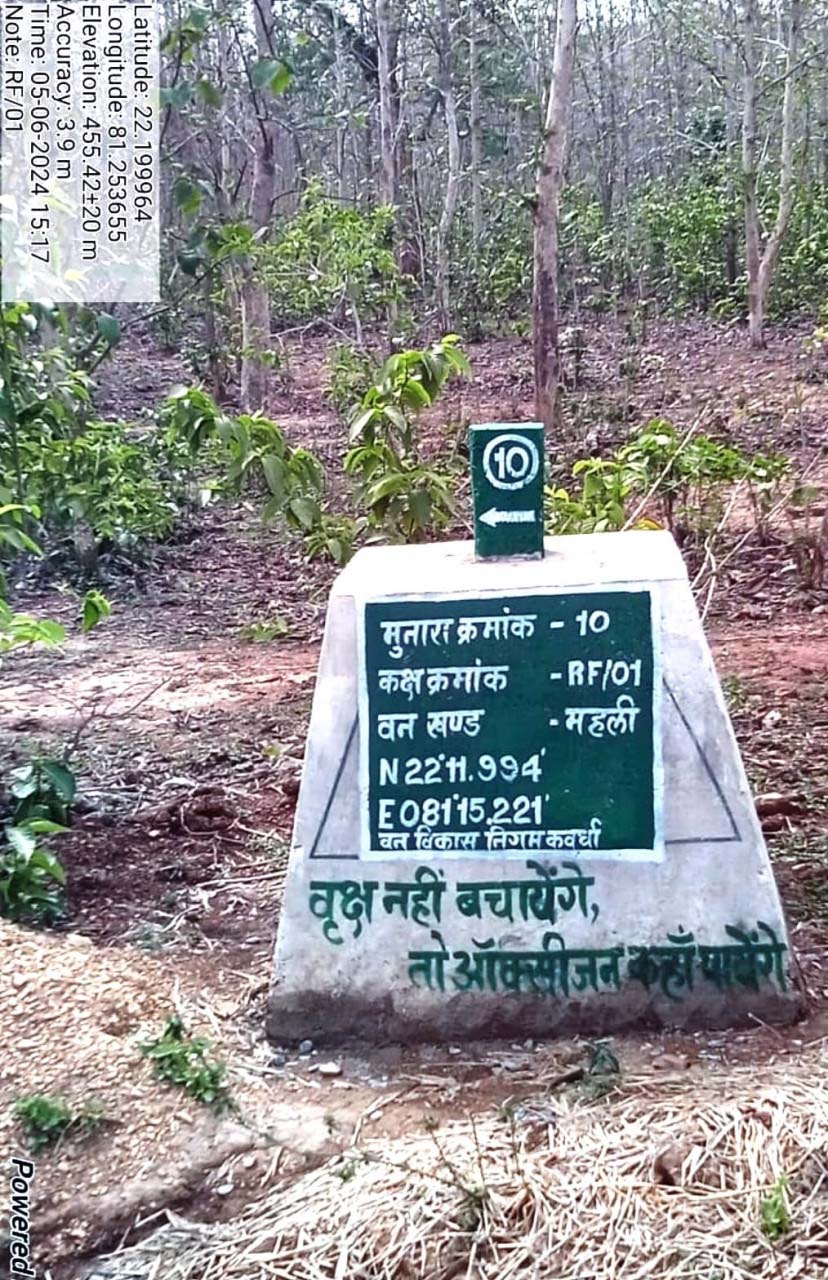 Latitude: 22.199964
Longitude: 81.253655
Elevation: 455.42±20 m
Accuracy: 3.9 m
Time: 05-06-2024 15:17
Note: RF/01
10
मुनारा क्रमांक - 10
कक्ष क्रमांक - RF/01
वन खण्ड - महली
N 22°11.994'
E 081°15.221'
वन विकास निगम कवर्धा
वृक्ष नहीं बचायेंगे,
तो ऑक्सीजन कहाँ पायेंगे
Powered